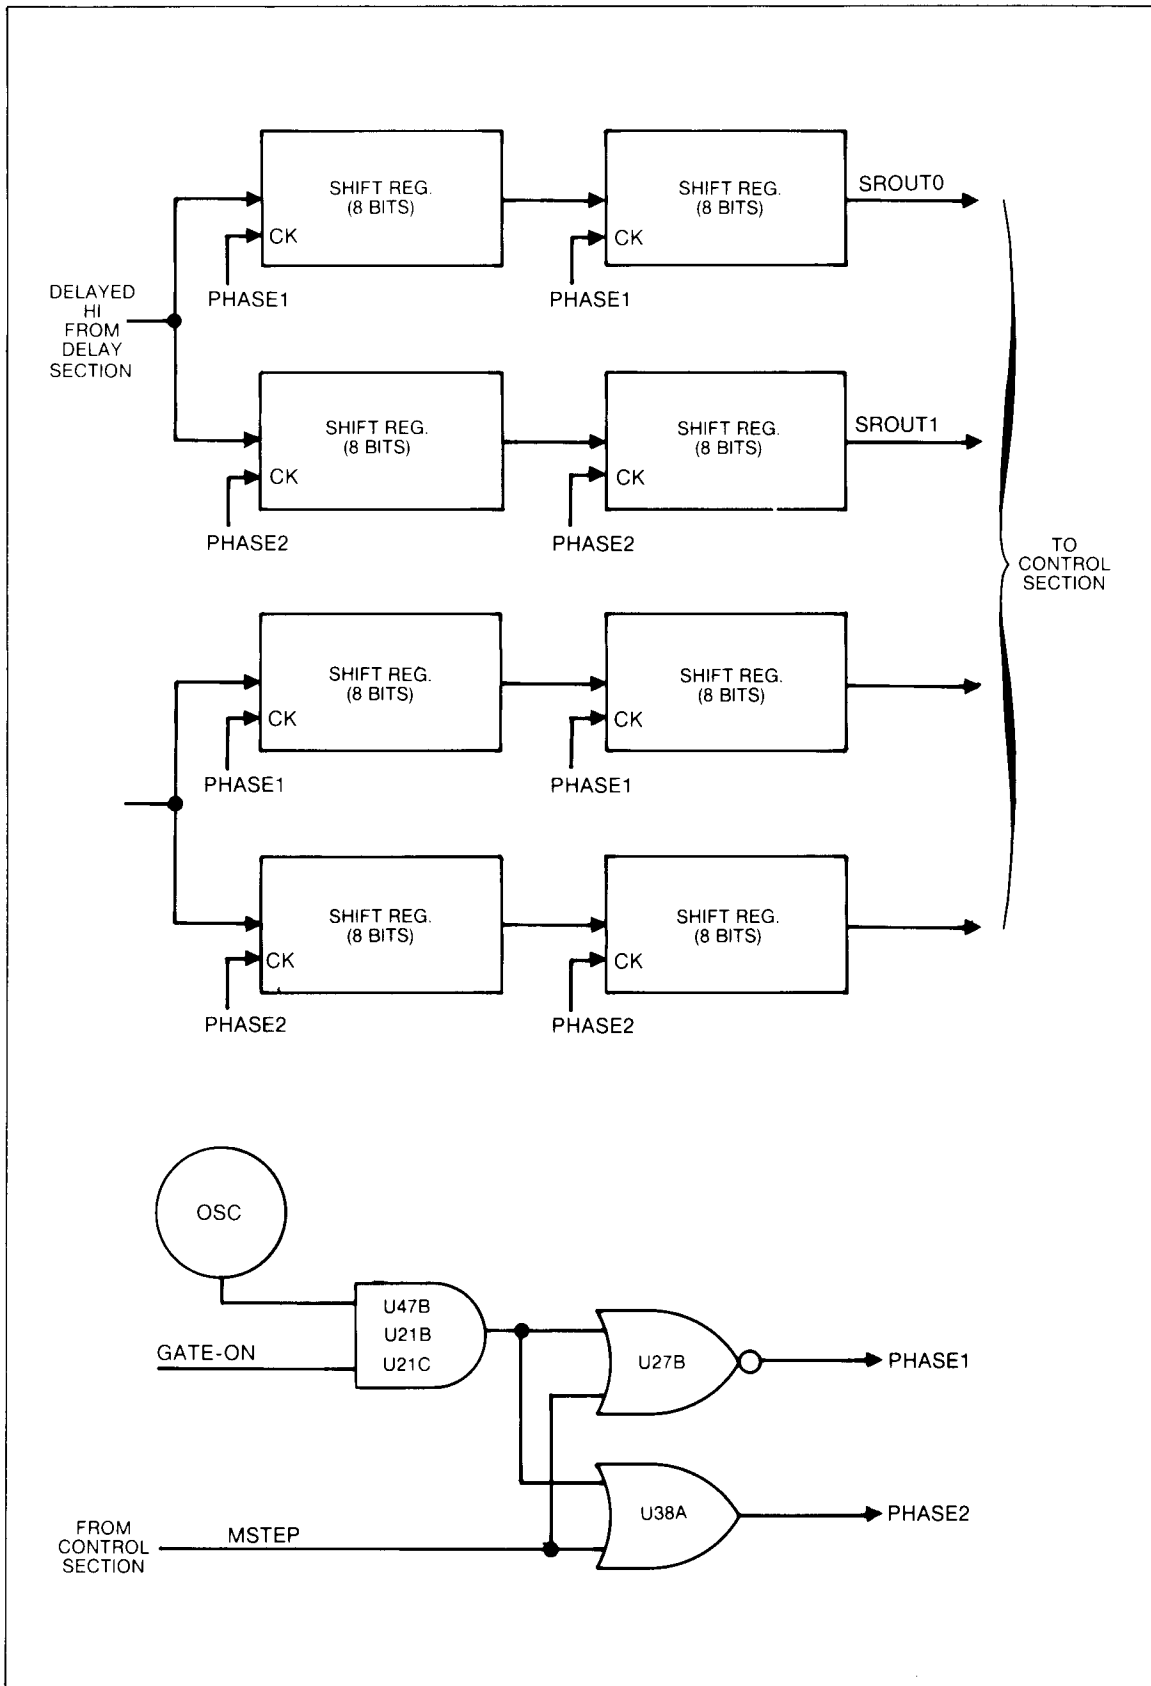 SHIFT REG.
(8 BITS)
CK
PHASE1
SHIFT REG.
(8 BITS)
CK
PHASE1
SROUT0
DELAYED
HI
FROM
DELAY
SECTION
SHIFT REG.
(8 BITS)
CK
PHASE2
SHIFT REG.
(8 BITS)
CK
PHASE2
SROUT1
TO
CONTROL
SECTION
SHIFT REG.
(8 BITS)
CK
PHASE1
SHIFT REG.
(8 BITS)
CK
PHASE1
SHIFT REG.
(8 BITS)
CK
PHASE2
SHIFT REG.
(8 BITS)
CK
PHASE2
OSC
GATE-ON
U47B
U21B
U21C
U27B
PHASE1
U38A
PHASE2
FROM
CONTROL
SECTION
MSTEP